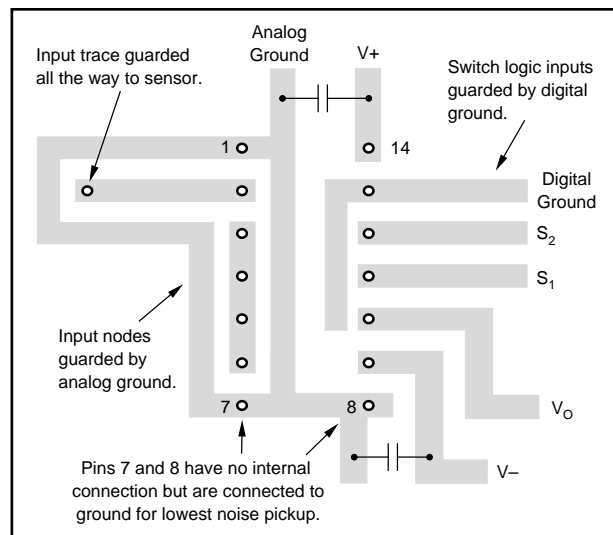 Analog
Ground
V+
Input trace guarded
all the way to sensor.
Switch logic inputs
guarded by digital
ground.
1
14
Digital
Ground
S2
S1
Input nodes
guarded by
analog ground.
7
8
VO
V–
Pins 7 and 8 have no internal
connection but are connected to
ground for lowest noise pickup.